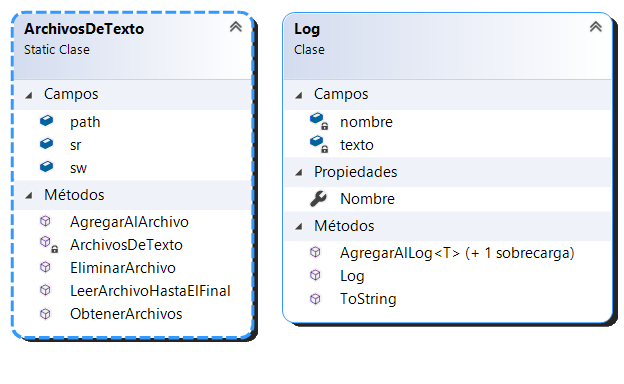 ArchivosDeTexto
Static Clase
Campos
path
sr
sw
Métodos
AgregarAlArchivo
ArchivosDeTexto
EliminarArchivo
LeerArchivoHastaElFinal
ObtenerArchivos
Log
Clase
Campos
nombre
texto
Propiedades
Nombre
Métodos
AgregarAlLog<T> (+ 1 sobrecarga)
Log
ToString